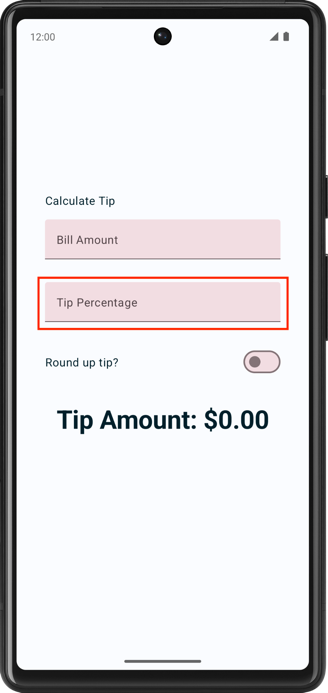 12:00
Calculate Tip
Bill Amount
Tip Percentage
Round up tip?
Tip Amount: $0.00